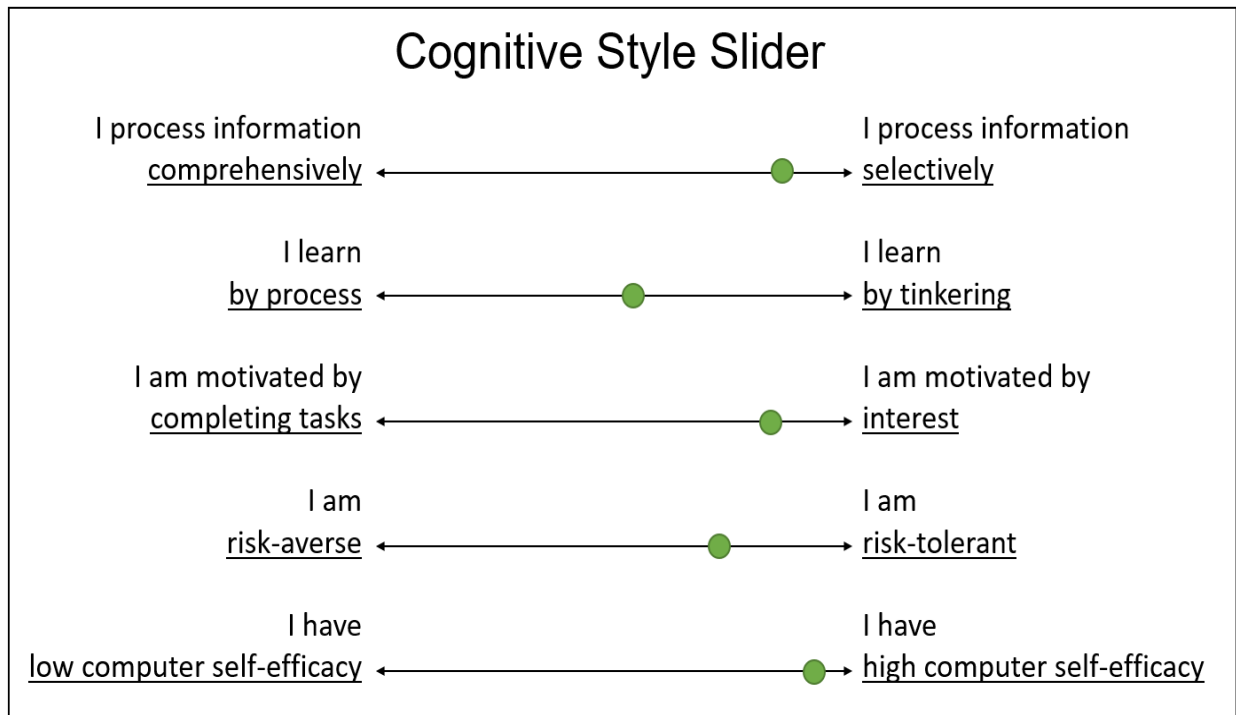 Cognitive Style Slider
I process information
comprehensively
I process information
selectively
I learn
by process
I learn
by tinkering
I am motivated by
completing tasks
I am motivated by
interest
I am
risk-averse
I am
risk-tolerant
I have
low computer self-efficacy
I have
high computer self-efficacy